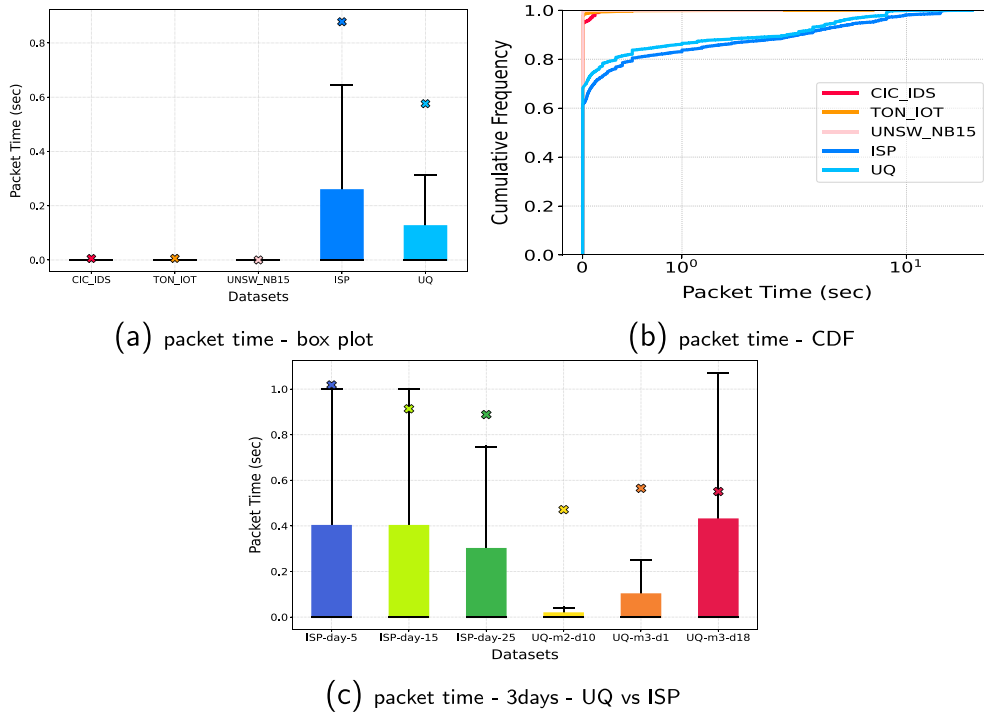 Packet Time (sec)
0.8
0.6
0.4
0.2
0.0
CIC_IDS TON_IOT UNSW_NB15 ISP UQ
Datasets
(a) packet time - box plot
Cumulative Frequency
1.0
0.8
0.6
0.4
0.2
0.0
CIC_IDS
TON_IOT
UNSW_NB15
ISP
UQ
0 10⁰ 10¹
Packet Time (sec)
(b) packet time - CDF
Packet Time (sec)
1.0
0.8
0.6
0.4
0.2
0.0
ISP-day-5 ISP-day-15 ISP-day-25 UQ-m2-d10 UQ-m3-d1 UQ-m3-d18
Datasets
(c) packet time - 3days - UQ vs ISP